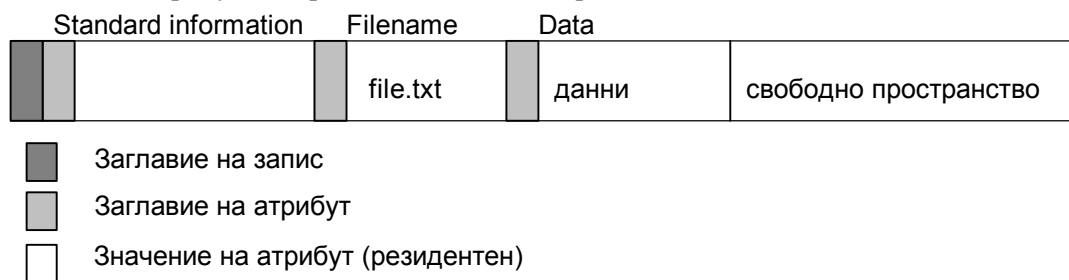 Standard information Filename Data
file.txt данни свободно пространство
Заглавие на запис
Заглавие на атрибут
Значение на атрибут (резидентен)